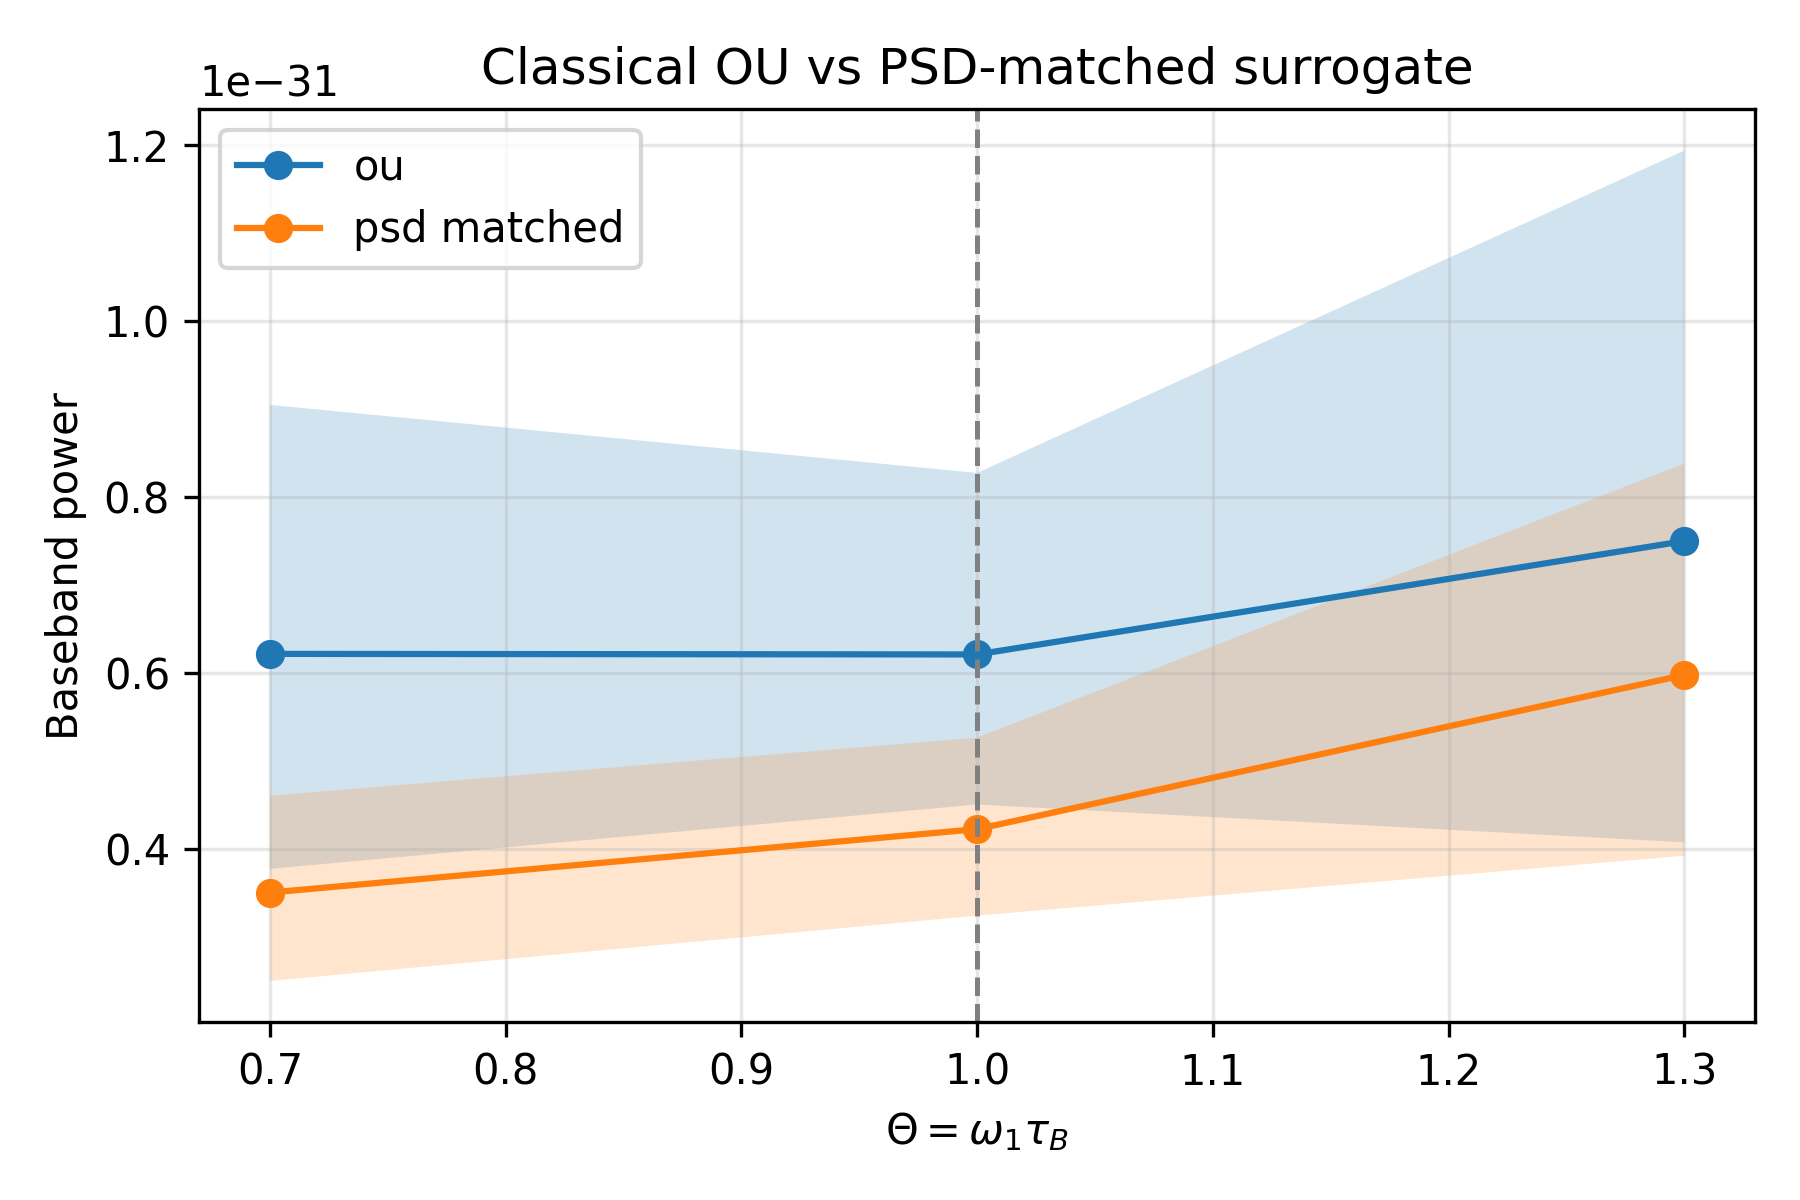 Classical OU vs PSD-matched surrogate
1e−31
ou
psd matched
1.2
1.0
0.8
0.6
0.4
Baseband power
0.7 0.8 0.9 1.0 1.1 1.2 1.3
Θ = ω₁τ_B